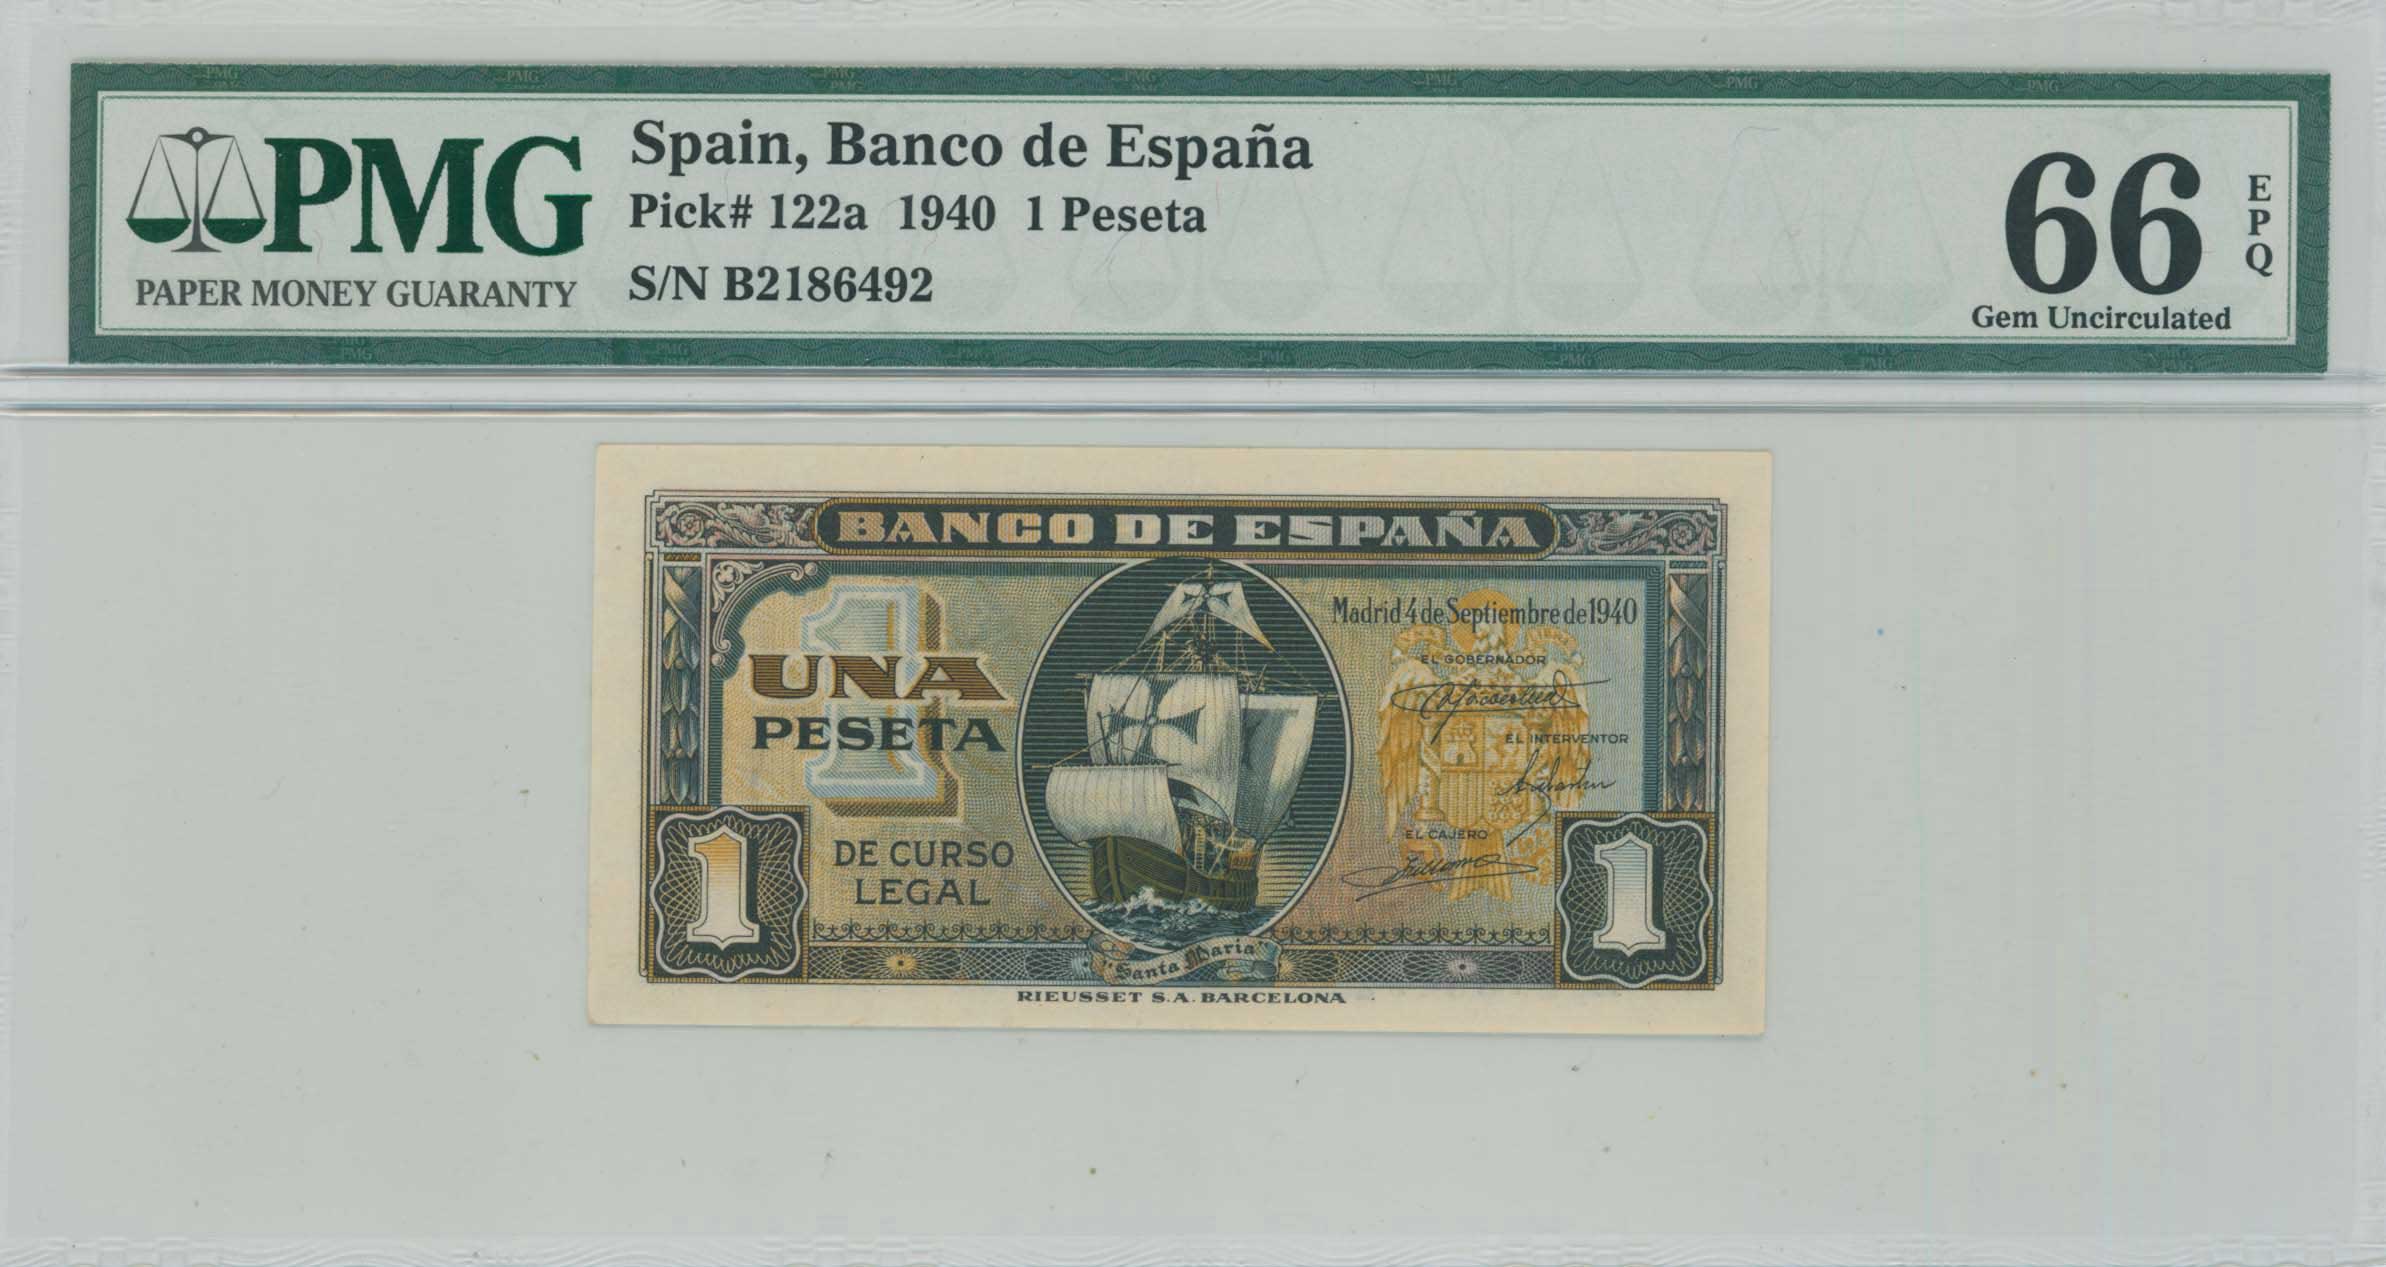 PMG
PAPER MONEY GUARANTY
Spain, Banco de España
Pick# 122a 1940 1 Peseta
S/N B2186492
66
EPQ
Gem Uncirculated
BANCO DE ESPAÑA
1
UNA
PESETA
DE CURSO
LEGAL
Madrid 4 de Septiembre de 1940
EL GOBERNADOR
EL INTERVENTOR
EL CAJERO
1
1
"Santa Maria"
RIEUSSET S.A. BARCELONA